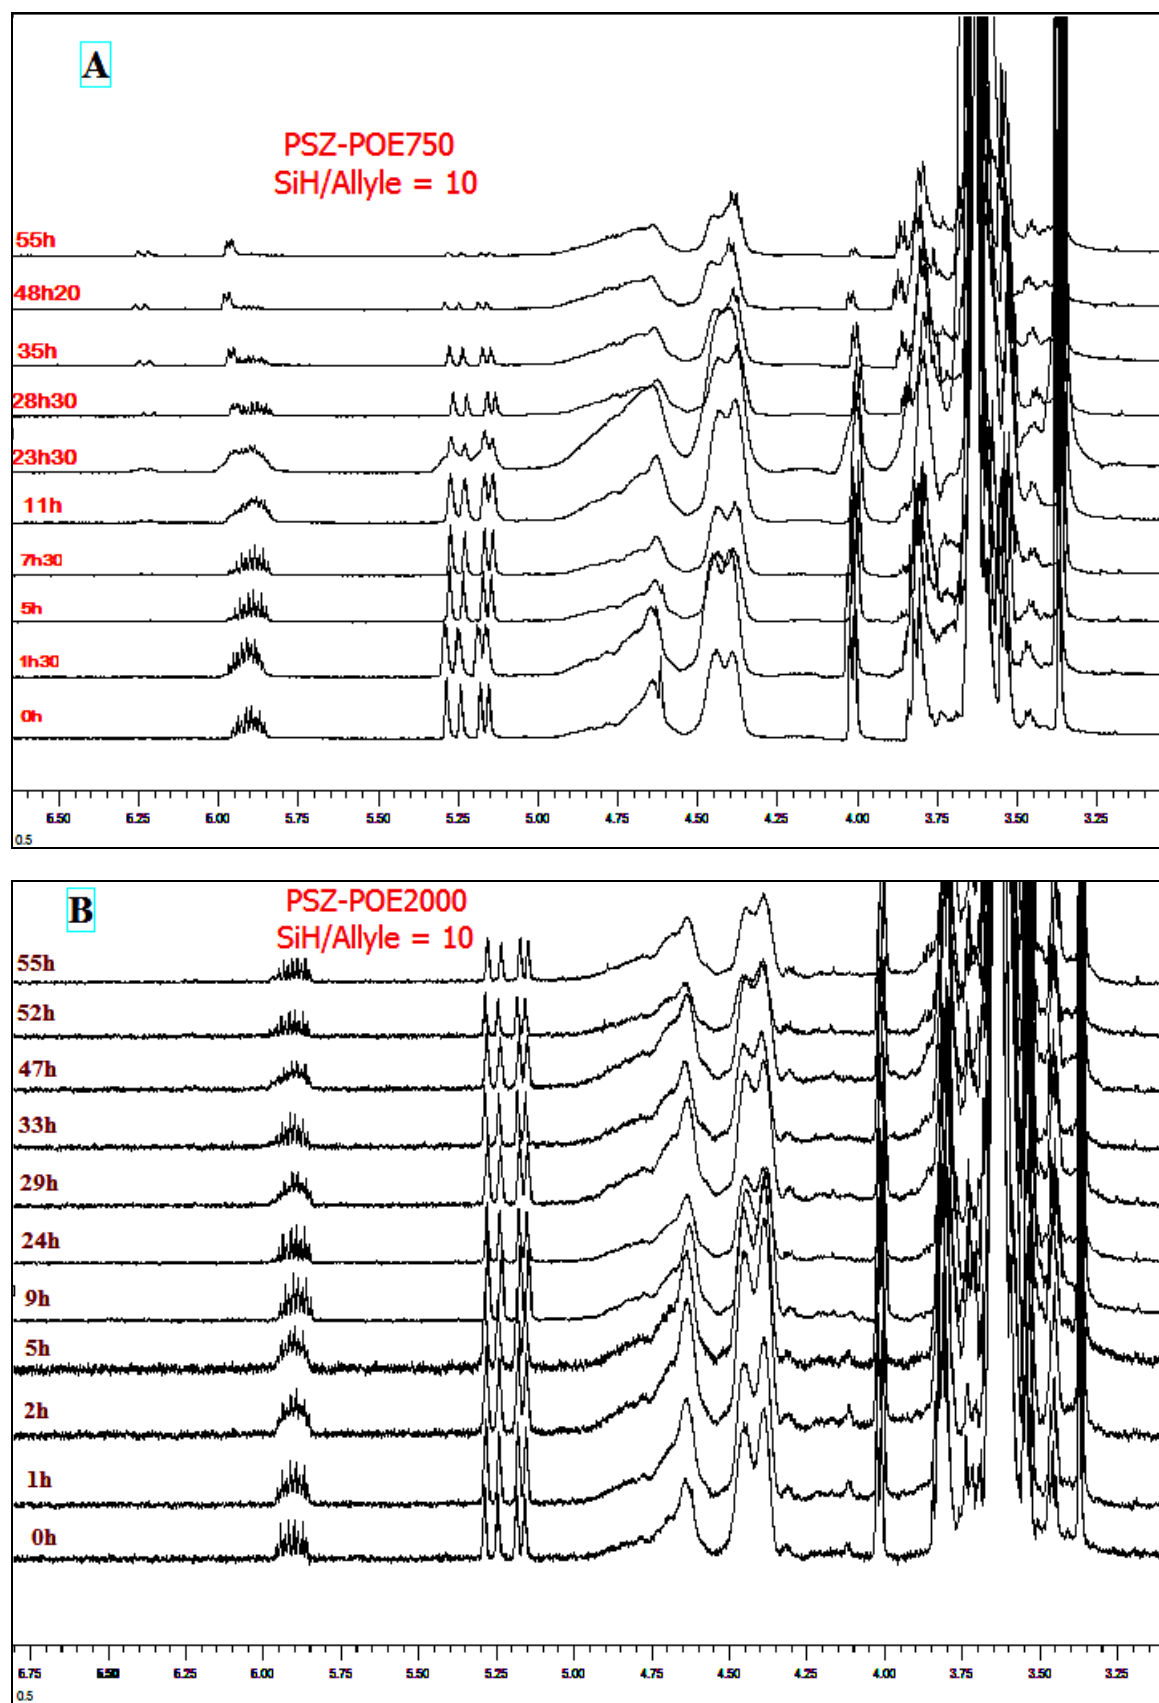 A
PSZ-POE750
SiH/Allyle = 10
55h
48h20
35h
28h30
23h30
11h
7h30
5h
1h30
0h
6.50 6.25 6.00 5.75 5.50 5.25 5.00 4.75 4.50 4.25 4.00 3.75 3.50 3.25
0.5
B
PSZ-POE2000
SiH/Allyle = 10
55h
52h
47h
33h
29h
24h
9h
5h
2h
1h
0h
6.75 6.50 6.25 6.00 5.75 5.50 5.25 5.00 4.75 4.50 4.25 4.00 3.75 3.50 3.25
0.5